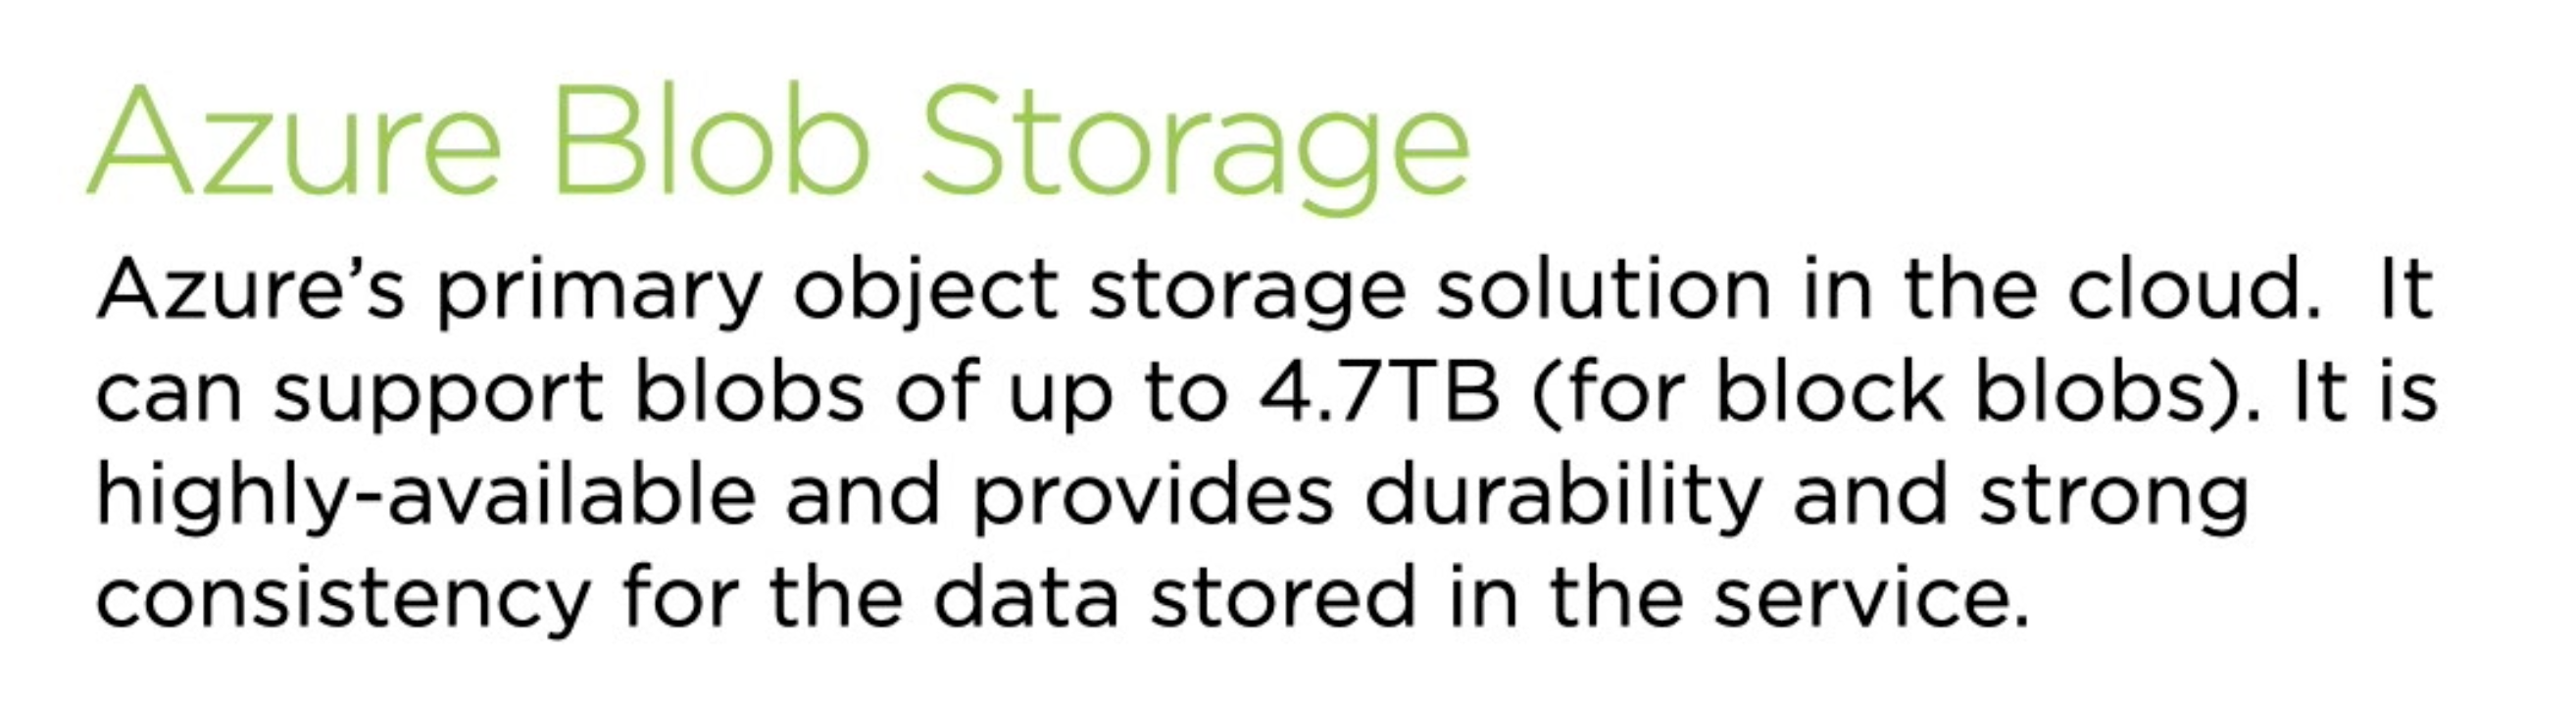 Azure Blob Storage
Azure’s primary object storage solution in the cloud.  It
can support blobs of up to 4.7TB (for block blobs). It is
highly-available and provides durability and strong
consistency for the data stored in the service.